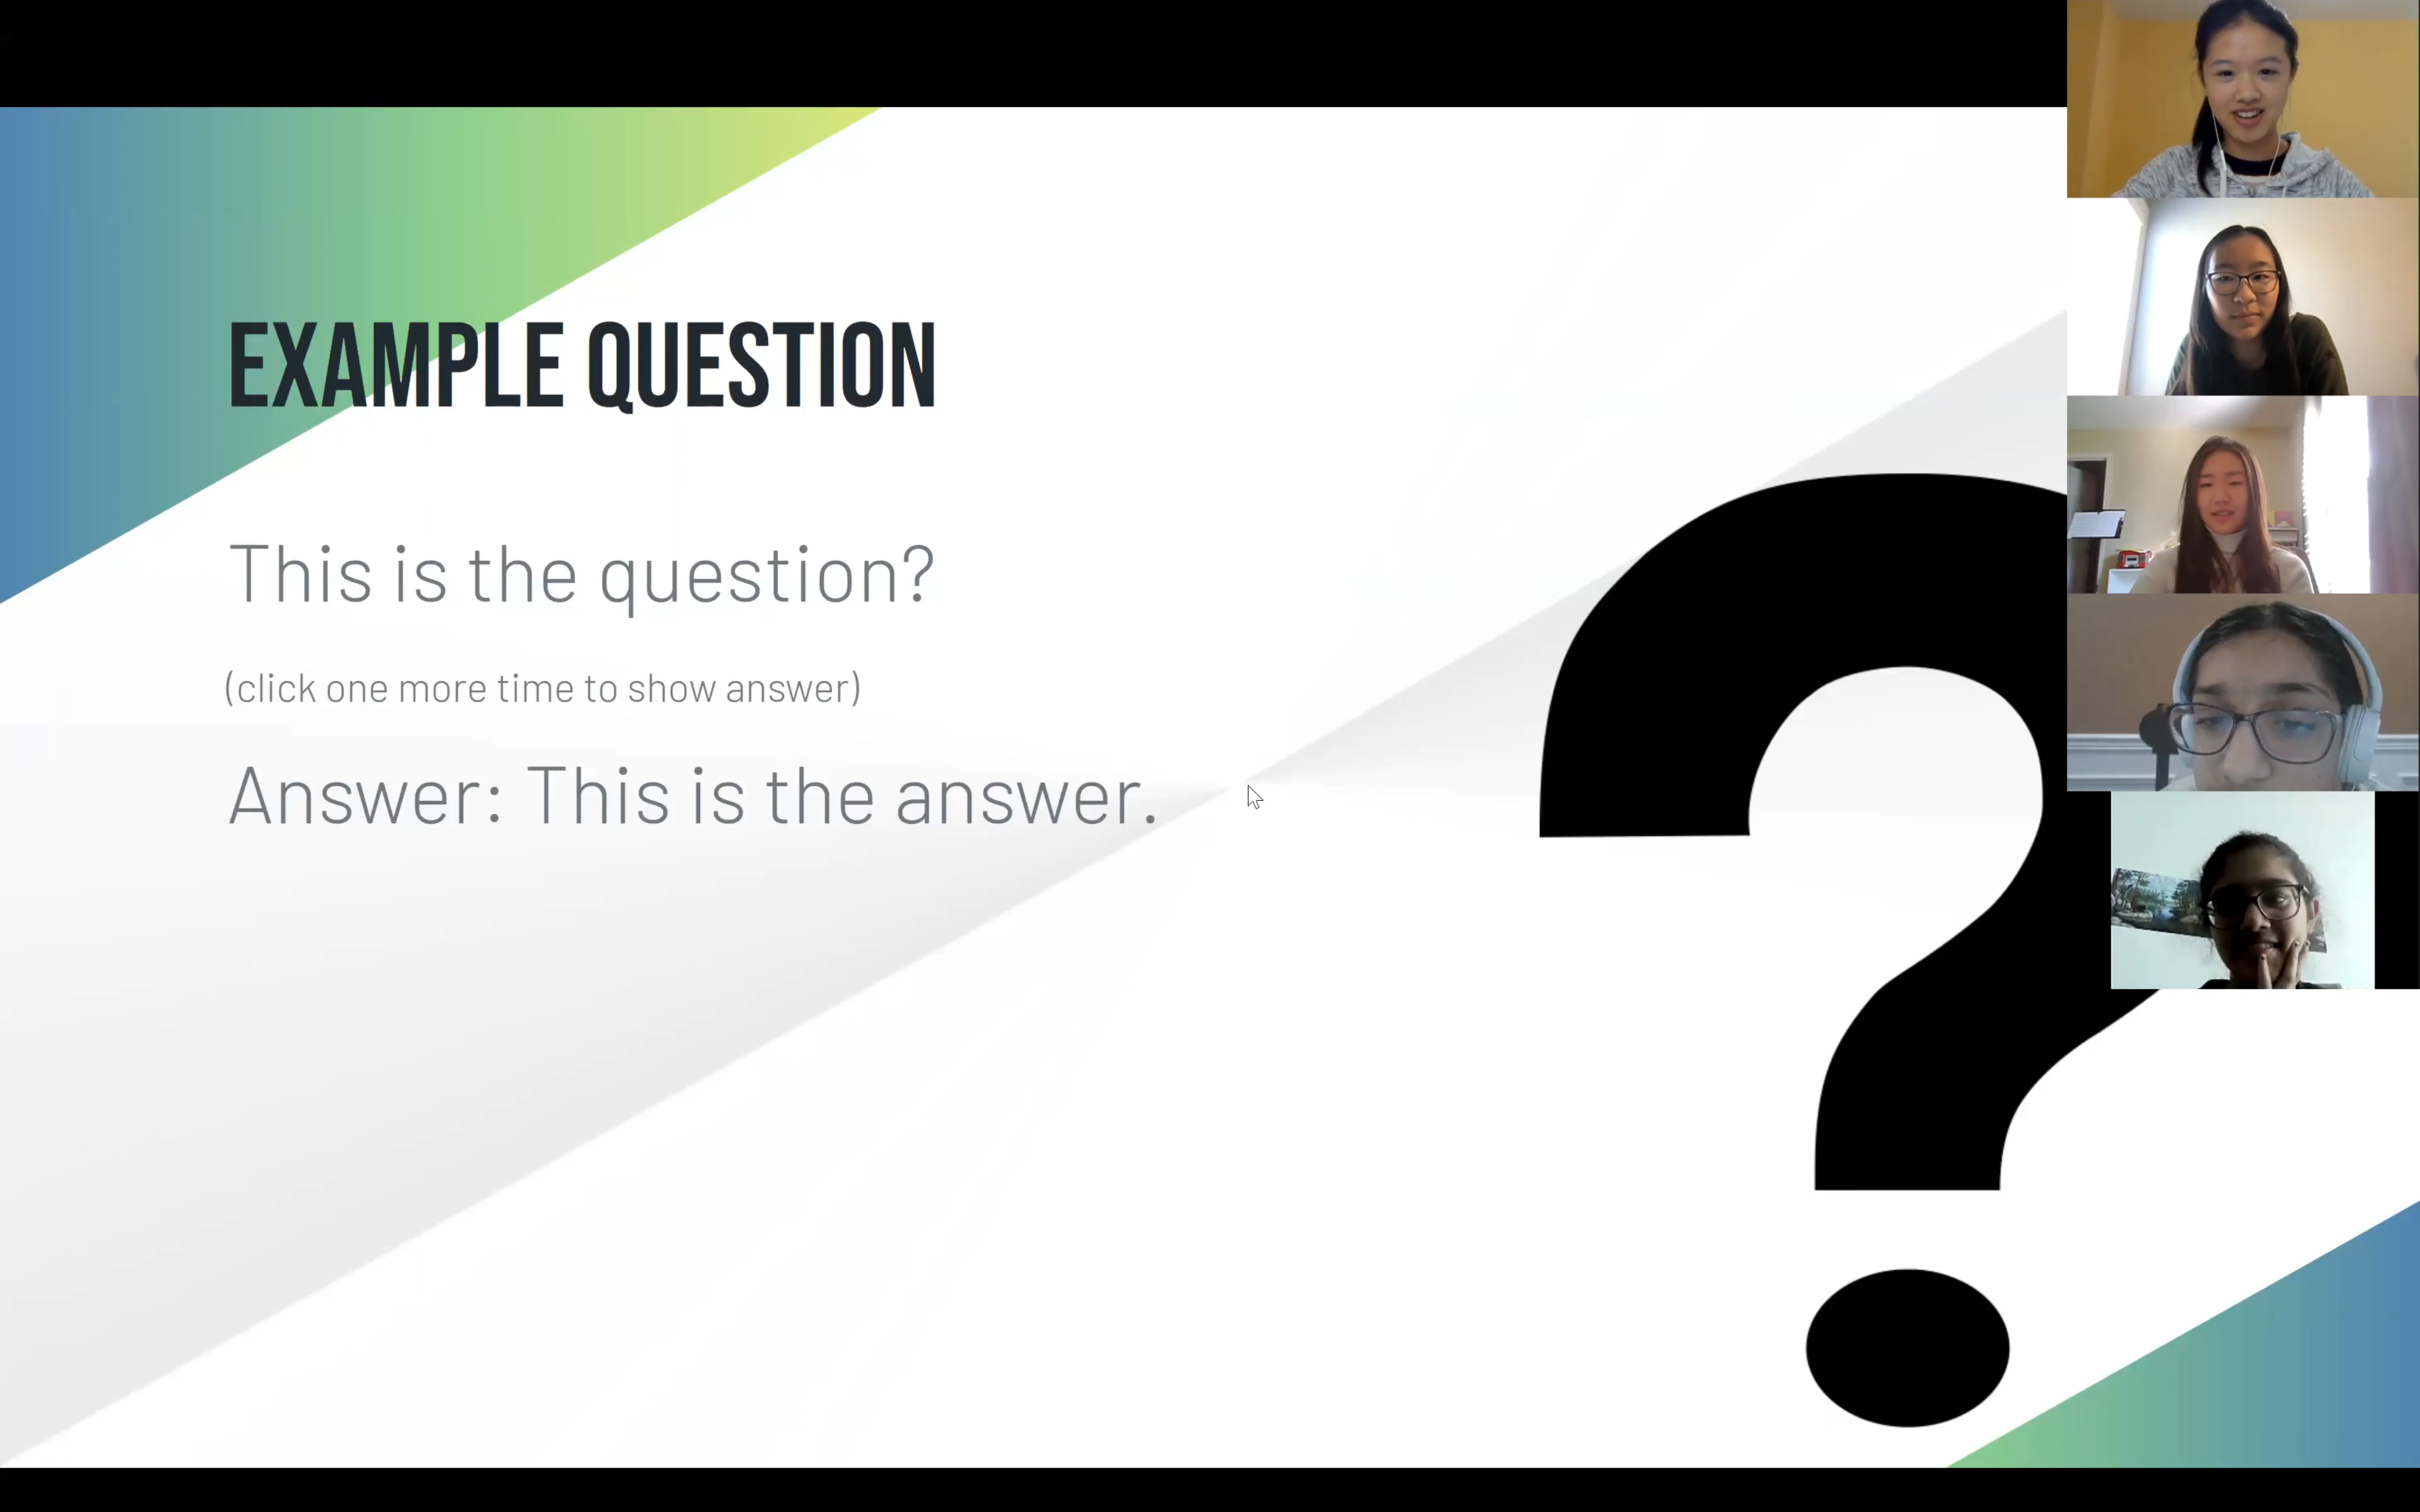 EXAMPLE QUESTION
This is the question?
(click one more time to show answer)
Answer: This is the answer.